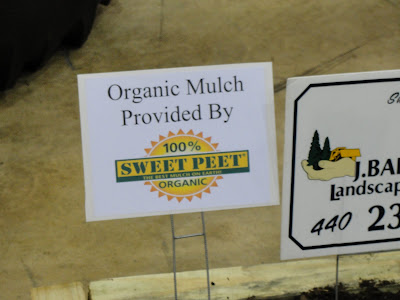 Organic Mulch
Provided By
100%
SWEET PEET
THE BEST MULCH ON EARTH!
ORGANIC
J.BA
Landscap
440 23